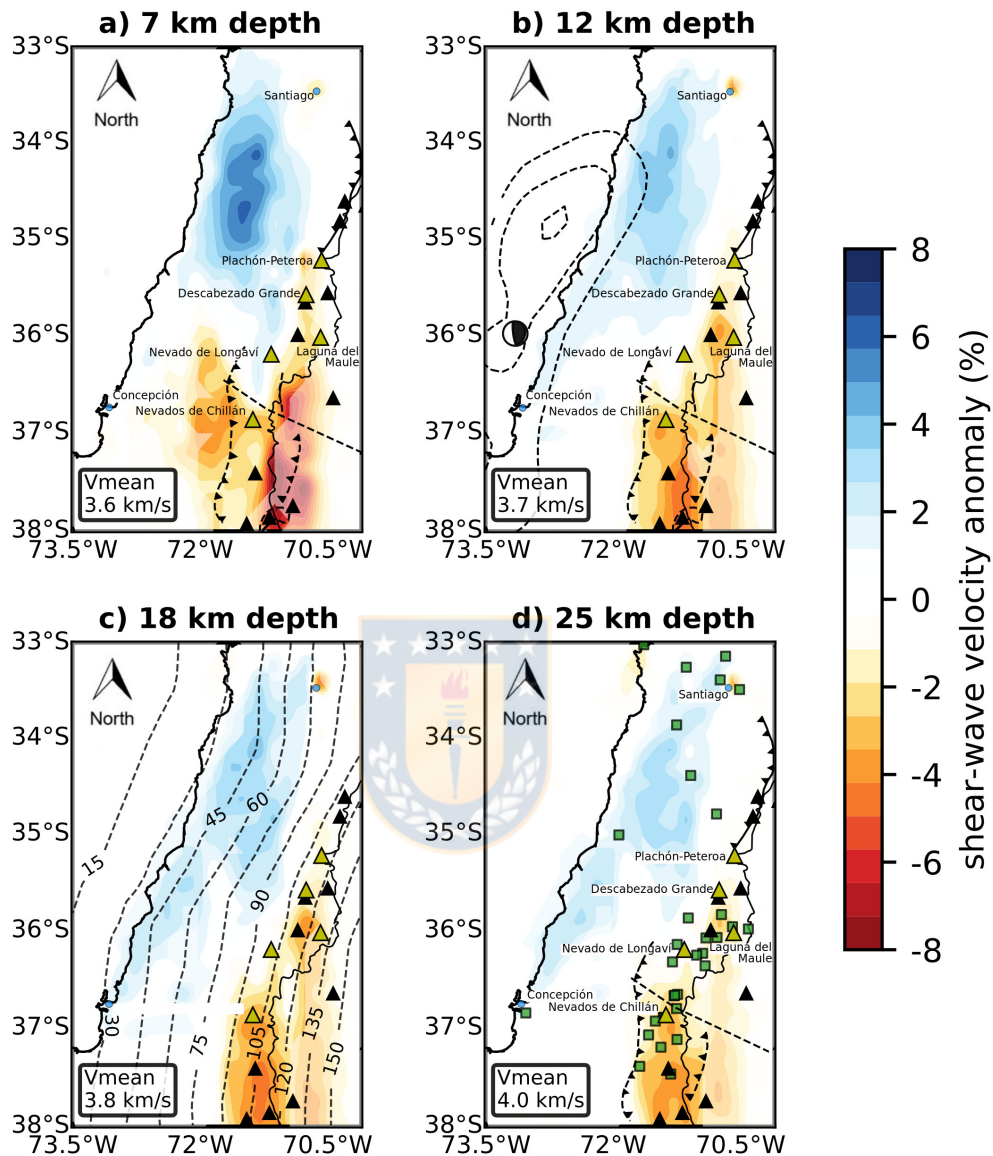 a) 7 km depth
33°S
34°S
35°S
36°S
37°S
38°S
73.5°W
72°W
70.5°W
North
Santiago
Plachón-Peteroa
Descabezado Grande
Nevado de Longaví
Laguna del
Maule
Concepción
Nevados de Chillán
Vmean
3.6 km/s
b) 12 km depth
33°S
34°S
35°S
36°S
37°S
38°S
73.5°W
72°W
70.5°W
North
Santiago
Plachón-Peteroa
Descabezado Grande
Nevado de Longaví
Laguna del
Maule
Concepción
Nevados de Chillán
Vmean
3.7 km/s
c) 18 km depth
33°S
34°S
35°S
36°S
37°S
38°S
73.5°W
72°W
70.5°W
North
15
45
60
90
30
75
105
120
135
150
Vmean
3.8 km/s
d) 25 km depth
33°S
34°S
35°S
36°S
37°S
38°S
73.5°W
72°W
70.5°W
North
Santiago
Plachón-Peteroa
Descabezado Grande
Nevado de Longaví
Laguna del
Maule
Concepción
Nevados de Chillán
Vmean
4.0 km/s
8
6
4
2
0
-2
-4
-6
-8
shear-wave velocity anomaly (%)